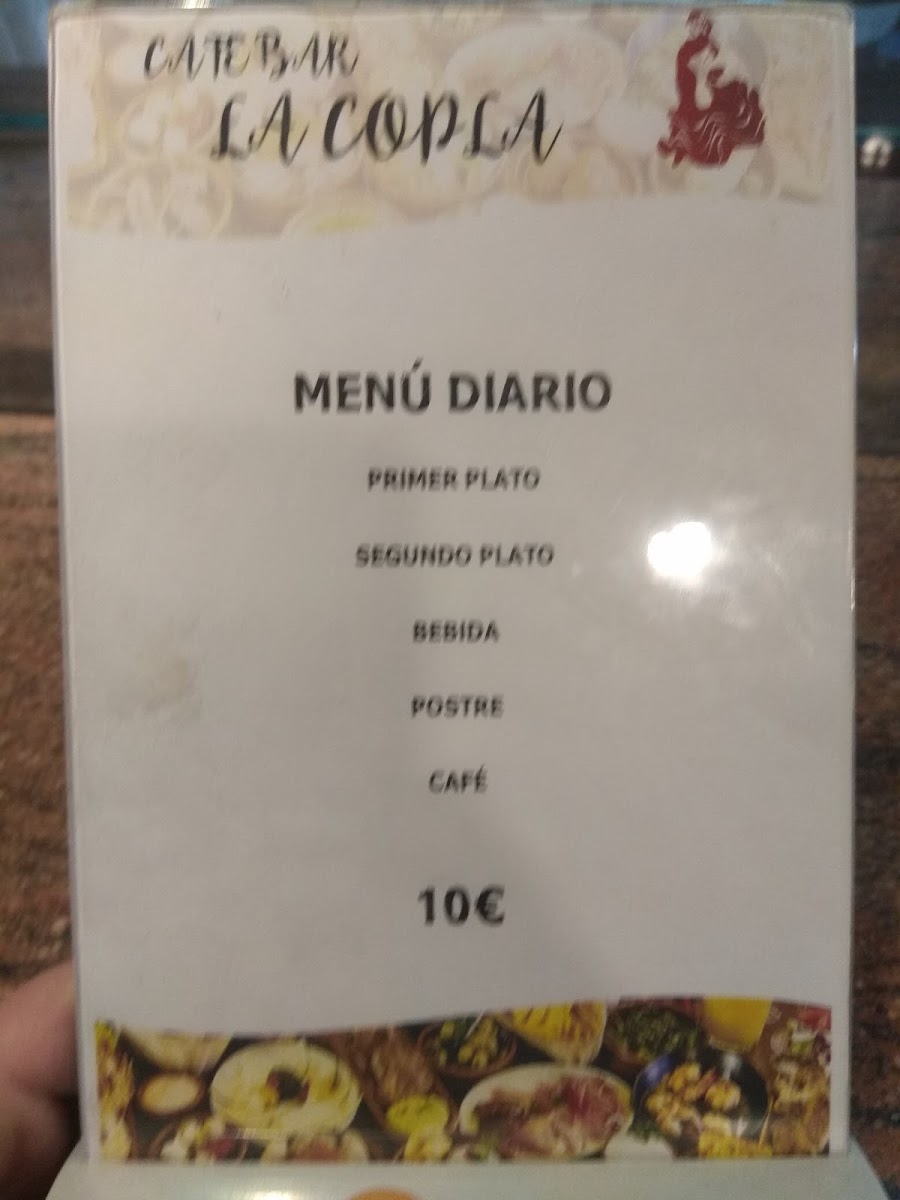 CAFE BAR
LA COPLA
MENÚ DIARIO
PRIMER PLATO
SEGUNDO PLATO
BEBIDA
POSTRE
CAFÉ
10€